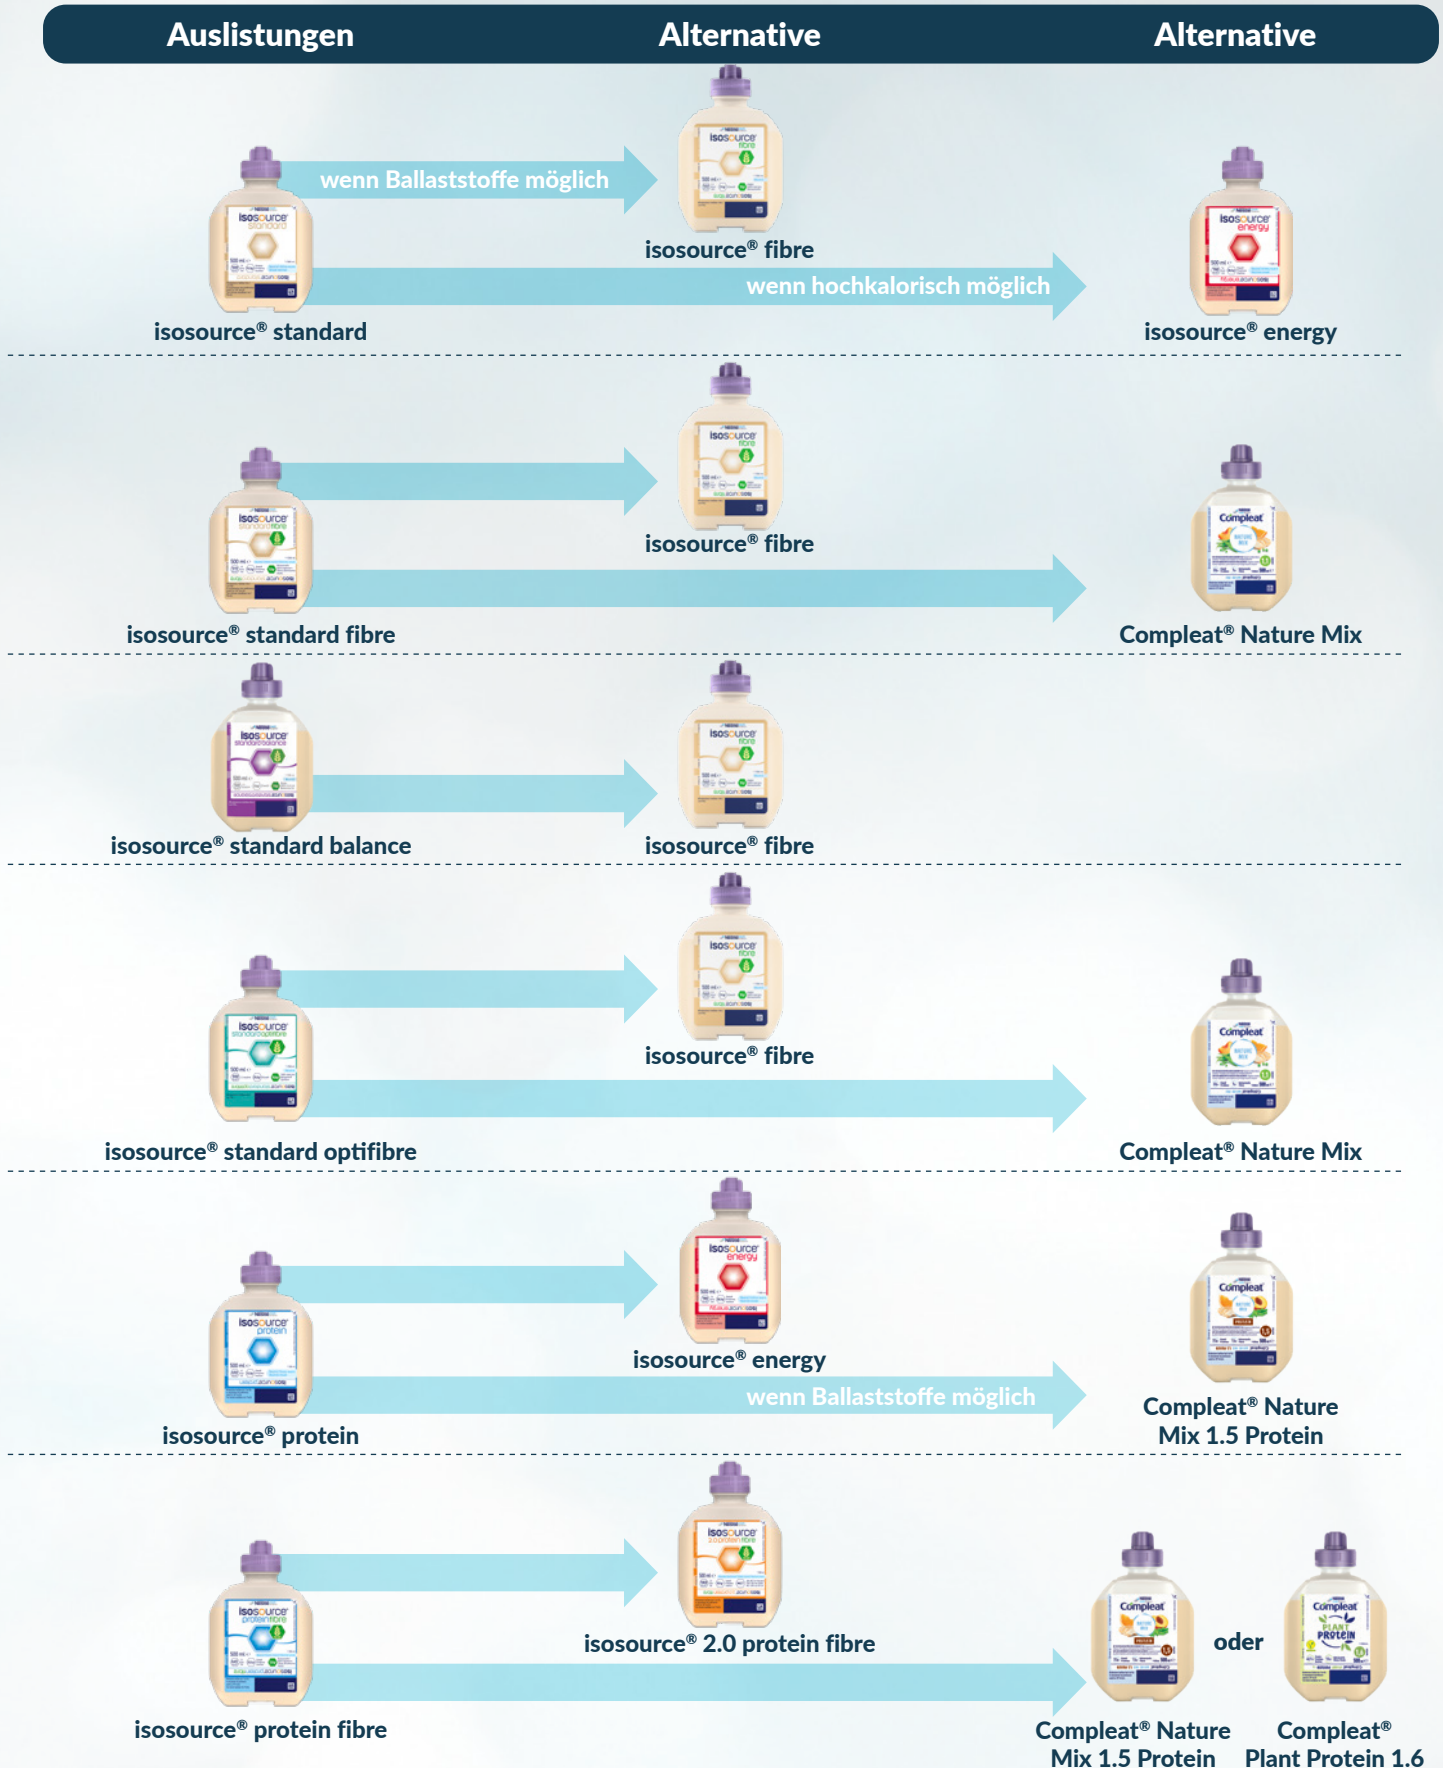 Auslistungen Alternative Alternative
wenn Ballaststoffe möglich
isosource® fibre
wenn hochkalorisch möglich
isosource® standard
isosource® energy
isosource® fibre
isosource® standard fibre
Compleat® Nature Mix
isosource® standard balance
isosource® fibre
isosource® fibre
isosource® standard optifibre
Compleat® Nature Mix
isosource® energy
wenn Ballaststoffe möglich
isosource® protein
Compleat® Nature
Mix 1.5 Protein
isosource® 2.0 protein fibre
oder
isosource® protein fibre
Compleat® Nature
Mix 1.5 Protein
Compleat®
Plant Protein 1.6